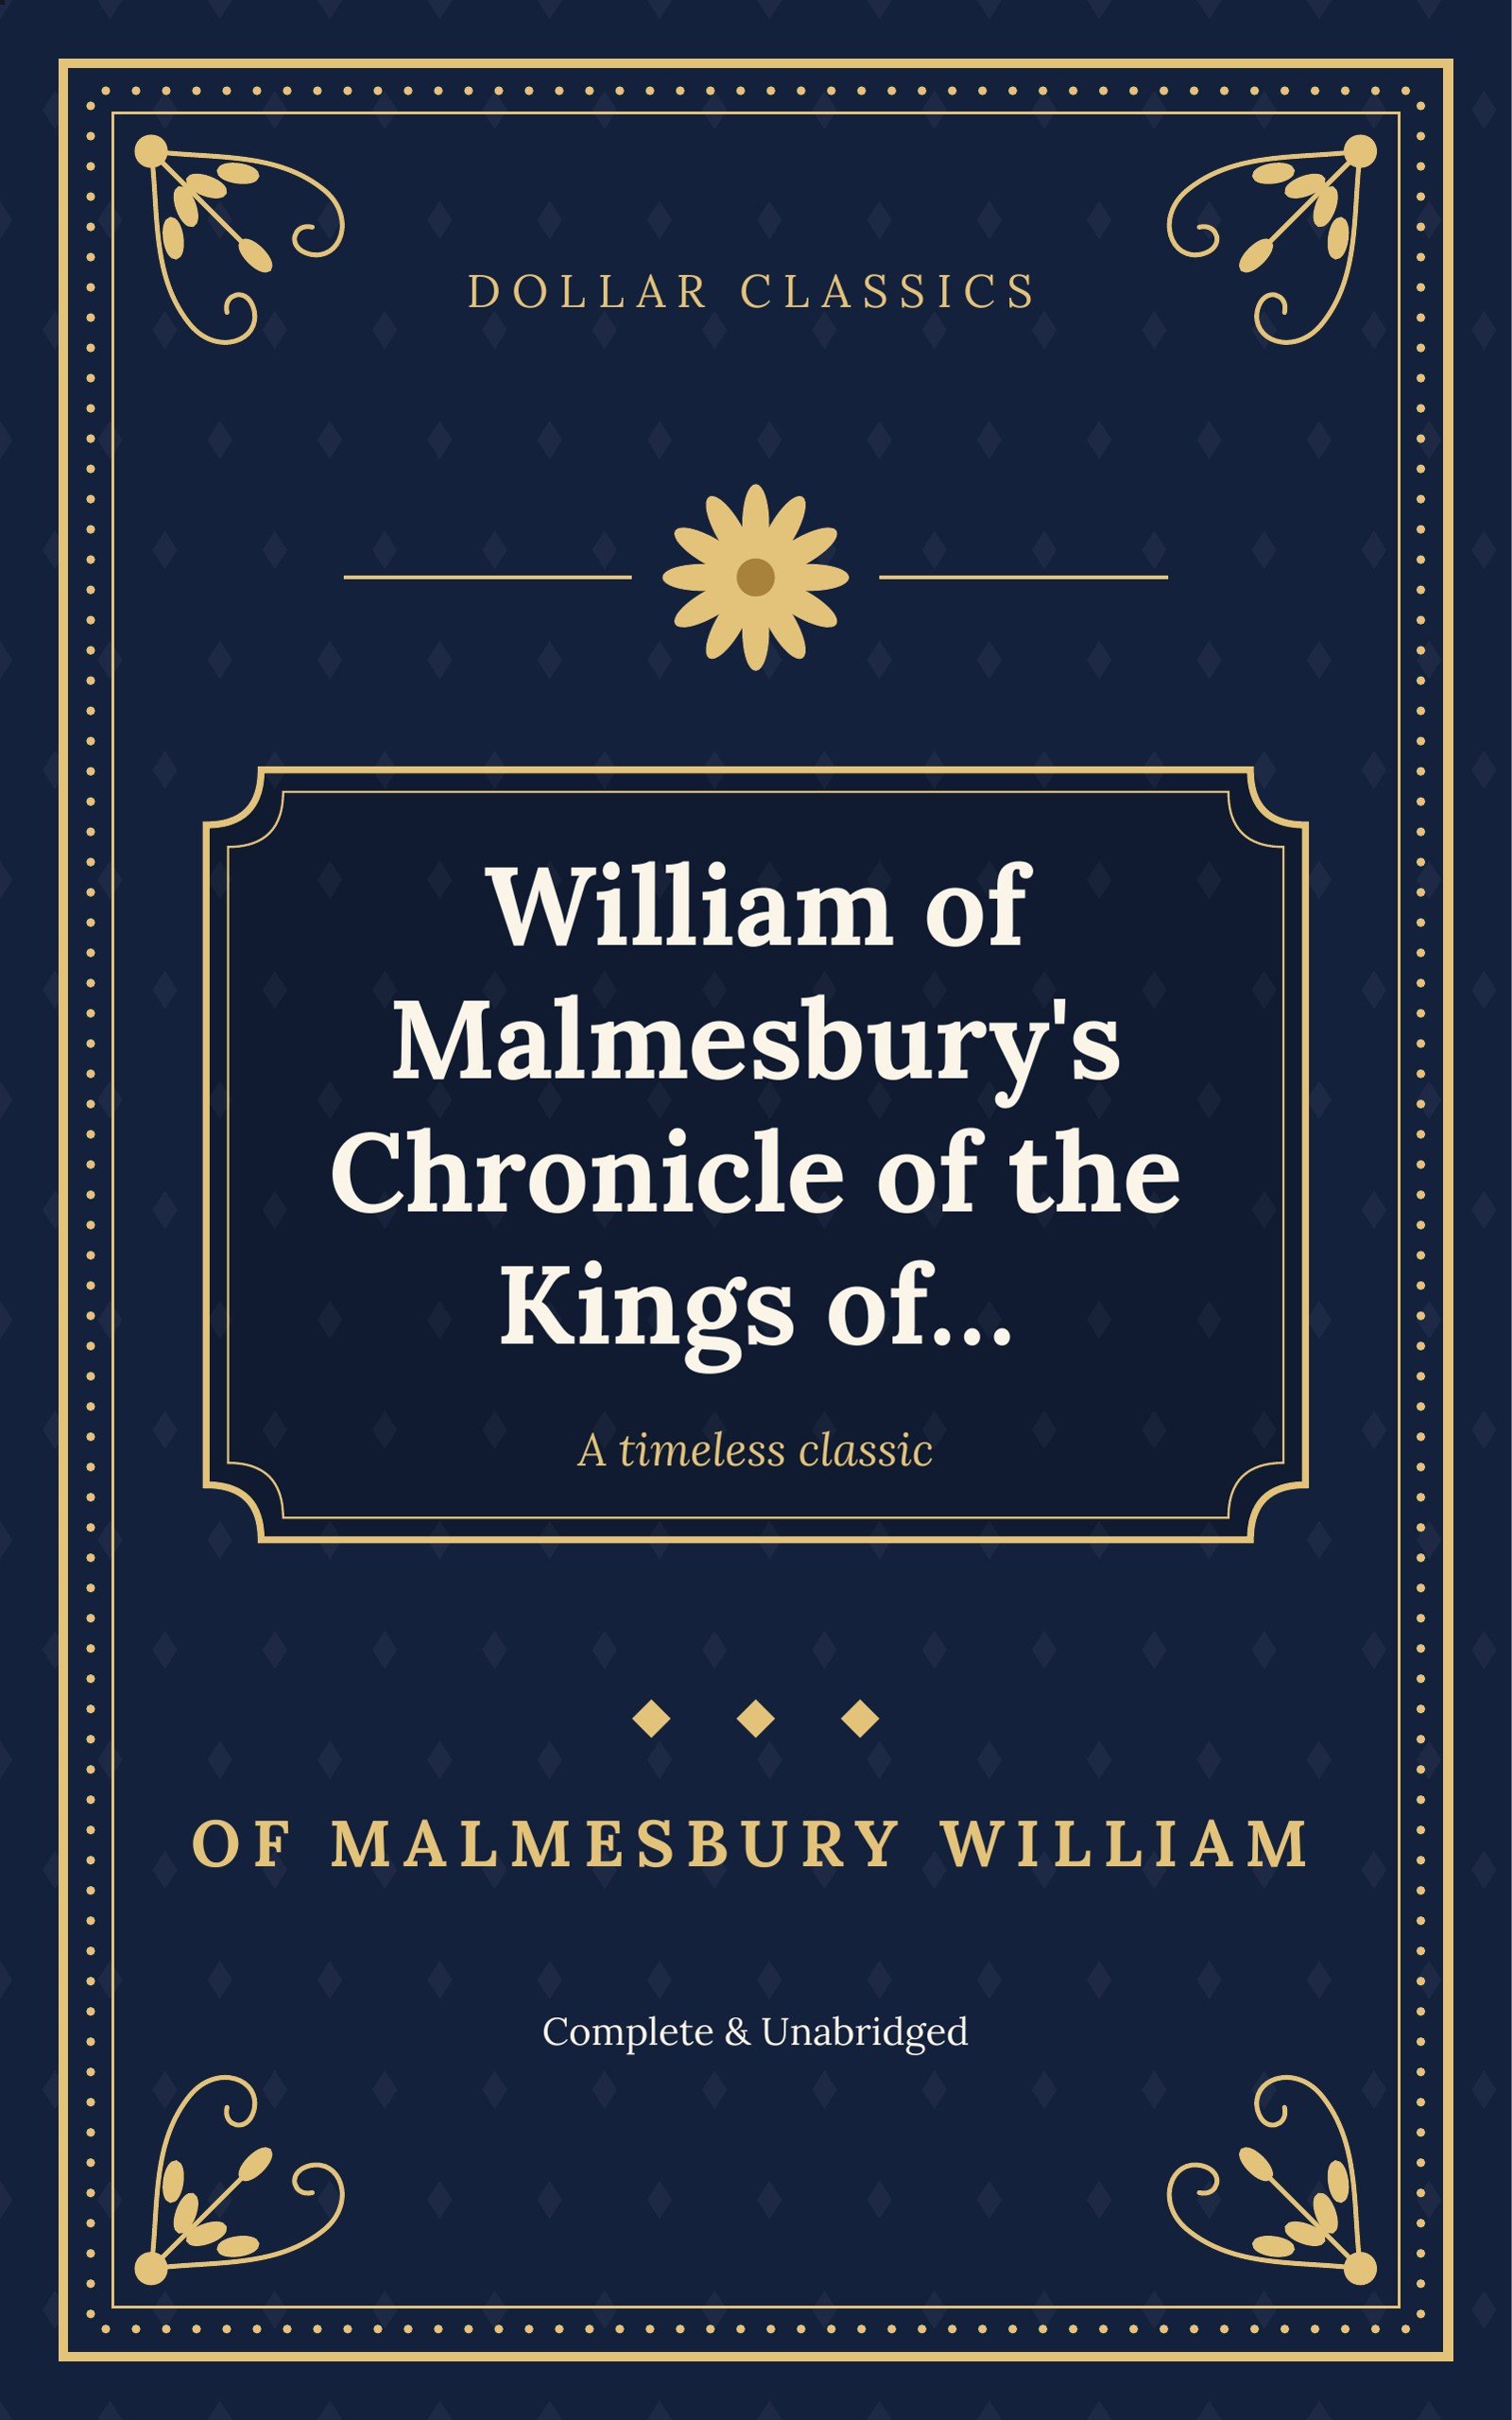 DOLLAR CLASSICS
William of
Malmesbury's
Chronicle of the
Kings of...
A timeless classic
OF MALMESBURY WILLIAM
Complete & Unabridged